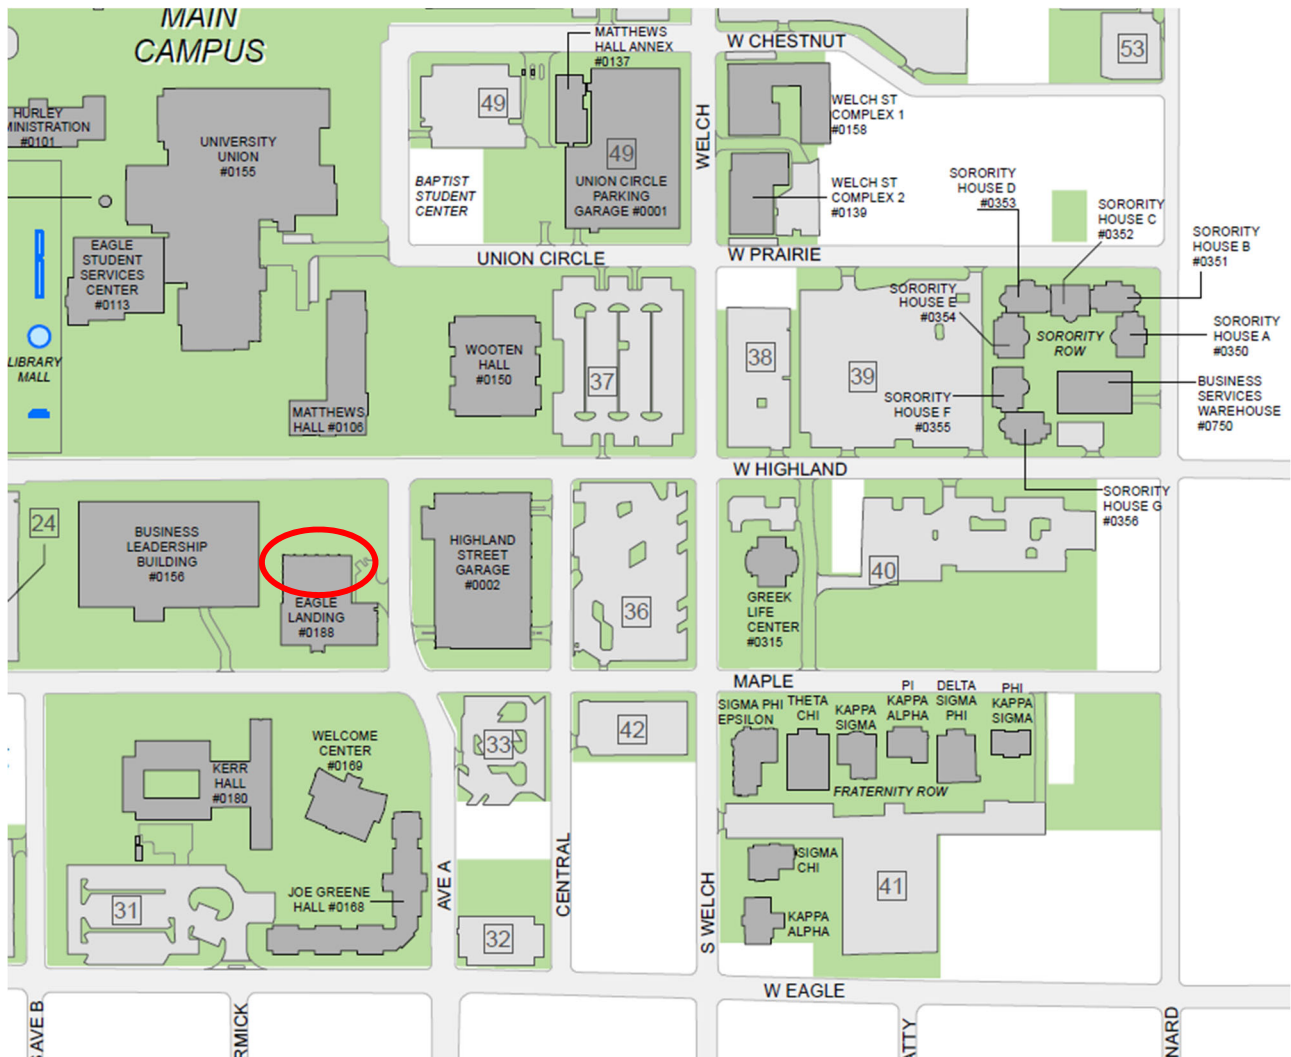 MAIN
CAMPUS
HURLEY
MINISTRATION
#0101
UNIVERSITY
UNION
#0155
EAGLE
STUDENT
SERVICES
CENTER
#0113
LIBRARY
MALL
MATTHEWS
HALL #0106
49
BAPTIST
STUDENT
CENTER
MATTHEWS
HALL ANNEX
#0137
49
UNION CIRCLE
PARKING
GARAGE #0001
UNION CIRCLE
WOOTEN
HALL
#0150
37
WELCH
W CHESTNUT
53
WELCH ST
COMPLEX 1
#0158
WELCH ST
COMPLEX 2
#0139
W PRAIRIE
SORORITY
HOUSE D
#0353
SORORITY
HOUSE C
#0352
SORORITY
HOUSE B
#0351
SORORITY
HOUSE E
#0354
SORORITY
ROW
SORORITY
HOUSE A
#0350
38
39
SORORITY
HOUSE F
#0355
BUSINESS
SERVICES
WAREHOUSE
#0750
W HIGHLAND
SORORITY
HOUSE G
#0356
24
BUSINESS
LEADERSHIP
BUILDING
#0156
EAGLE
LANDING
#0188
HIGHLAND
STREET
GARAGE
#0002
36
GREEK
LIFE
CENTER
#0315
40
MAPLE
KERR
HALL
#0180
WELCOME
CENTER
#0169
33
42
SIGMA PHI
EPSILON
THETA
CHI
KAPPA
SIGMA
PI
KAPPA
ALPHA
DELTA
SIGMA
PHI
PHI
KAPPA
SIGMA
FRATERNITY ROW
SIGMA
CHI
KAPPA
ALPHA
41
31
JOE GREENE
HALL #0168
AVE A
32
CENTRAL
S WELCH
W EAGLE
S AVE B
RMICK
ATTY
NARD